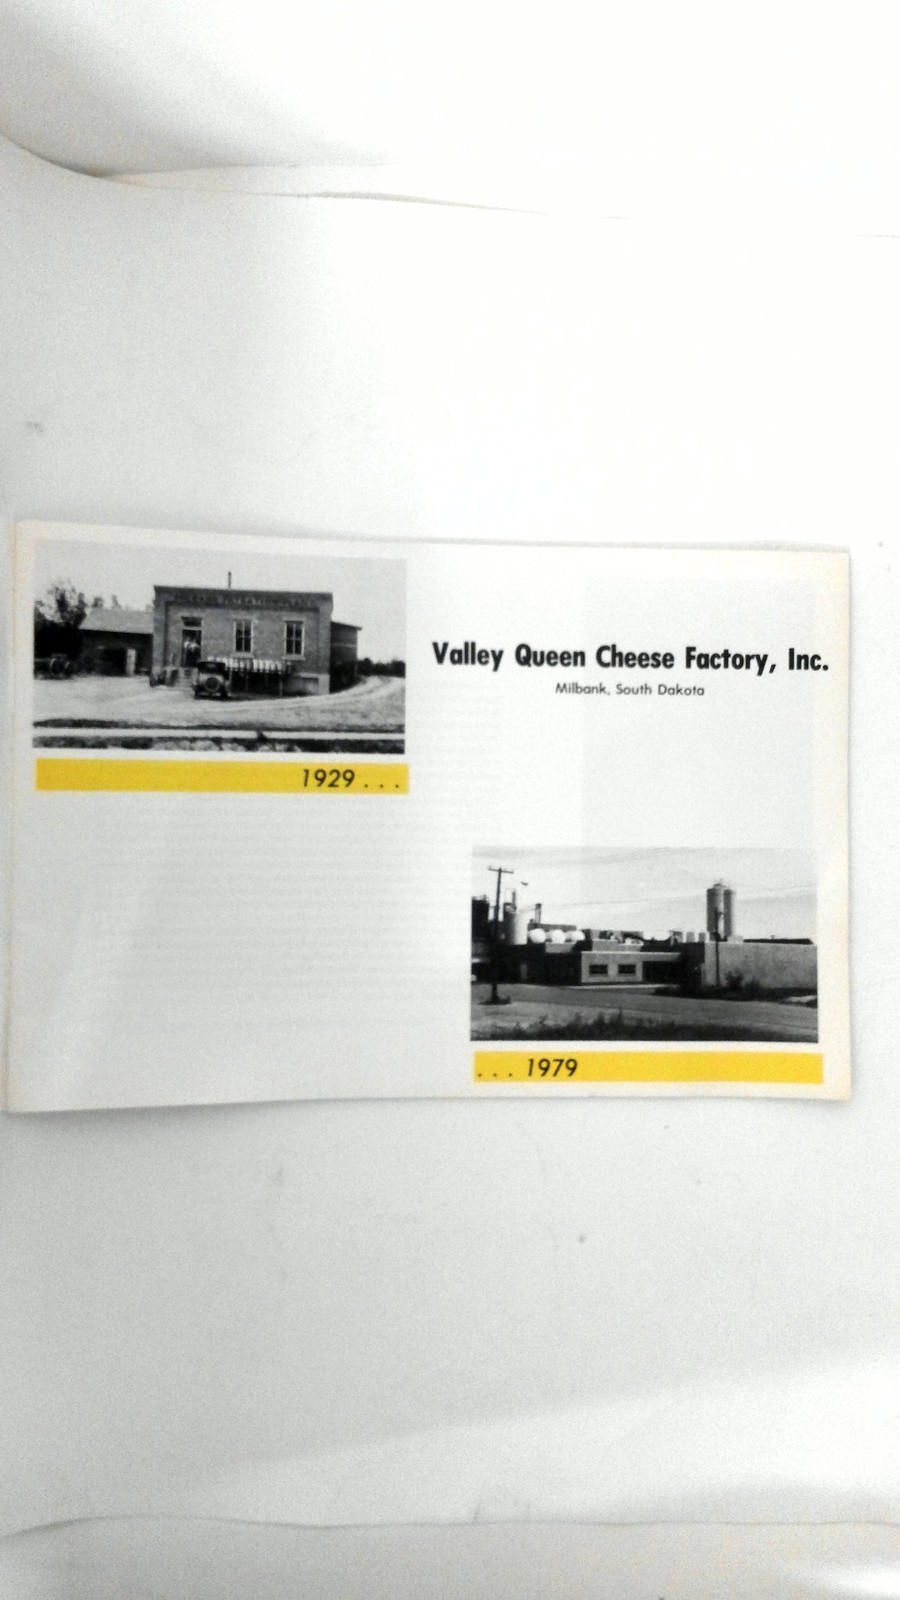 Valley Queen Cheese Factory, Inc.
Milbank, South Dakota
1929 . . .
. . . 1979